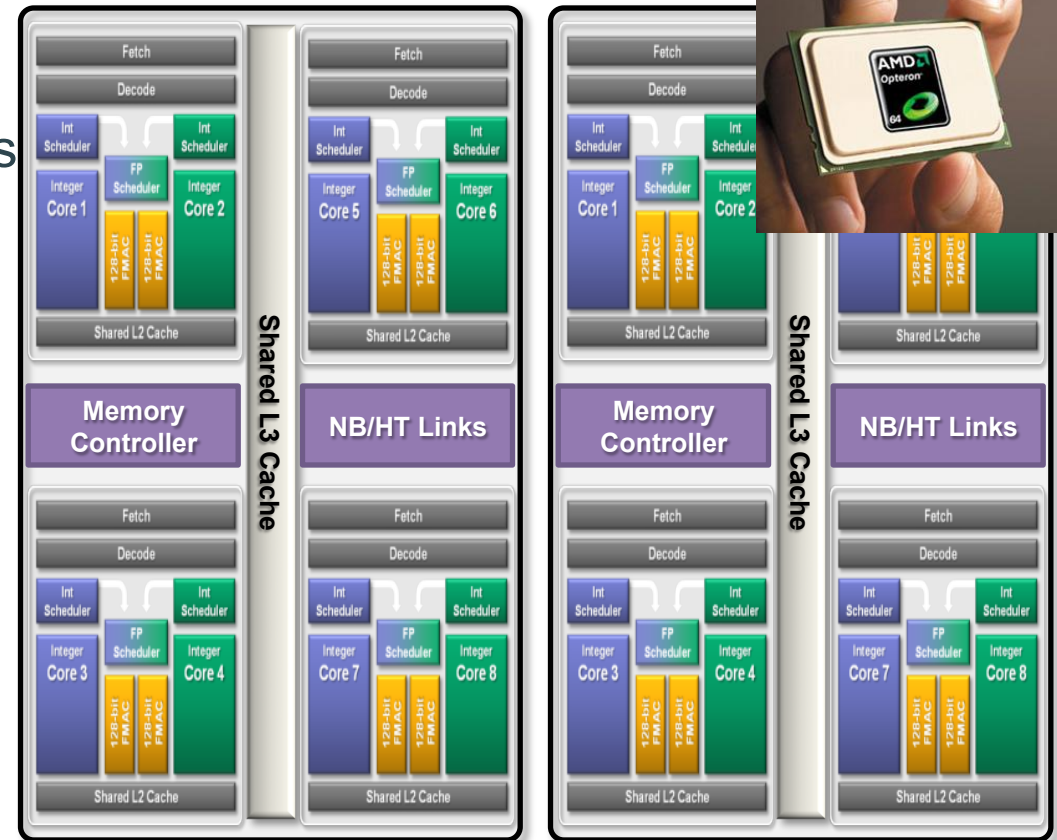 s
Fetch
Decode
Int
Scheduler
Int
Scheduler
FP
Scheduler
Integer
Core 1
Integer
Core 2
128-bit
FMAC
128-bit
FMAC
Shared L2 Cache
Fetch
Decode
Int
Scheduler
Int
Scheduler
FP
Scheduler
Integer
Core 5
Integer
Core 6
128-bit
FMAC
128-bit
FMAC
Shared L2 Cache
Shared L3 Cache
Memory
Controller
NB/HT Links
Fetch
Decode
Int
Scheduler
Int
Scheduler
FP
Scheduler
Integer
Core 3
Integer
Core 4
128-bit
FMAC
128-bit
FMAC
Shared L2 Cache
Fetch
Decode
Int
Scheduler
Int
Scheduler
FP
Scheduler
Integer
Core 7
Integer
Core 8
128-bit
FMAC
128-bit
FMAC
Shared L2 Cache
Fetch
Decode
Int
Scheduler
Int
FP
Scheduler
Integer
Core 1
Integer
Core 2
128-bit
FMAC
128-bit
FMAC
Shared L2 Cache
AMD
Opteron
64
128-bit
FMAC
128-bit
FMAC
Shared L2 Cache
Shared L3 Cache
Memory
Controller
NB/HT Links
Fetch
Decode
Int
Scheduler
Int
Scheduler
FP
Scheduler
Integer
Core 3
Integer
Core 4
128-bit
FMAC
128-bit
FMAC
Shared L2 Cache
Fetch
Decode
Int
Scheduler
Int
Scheduler
FP
Scheduler
Integer
Core 7
Integer
Core 8
128-bit
FMAC
128-bit
FMAC
Shared L2 Cache